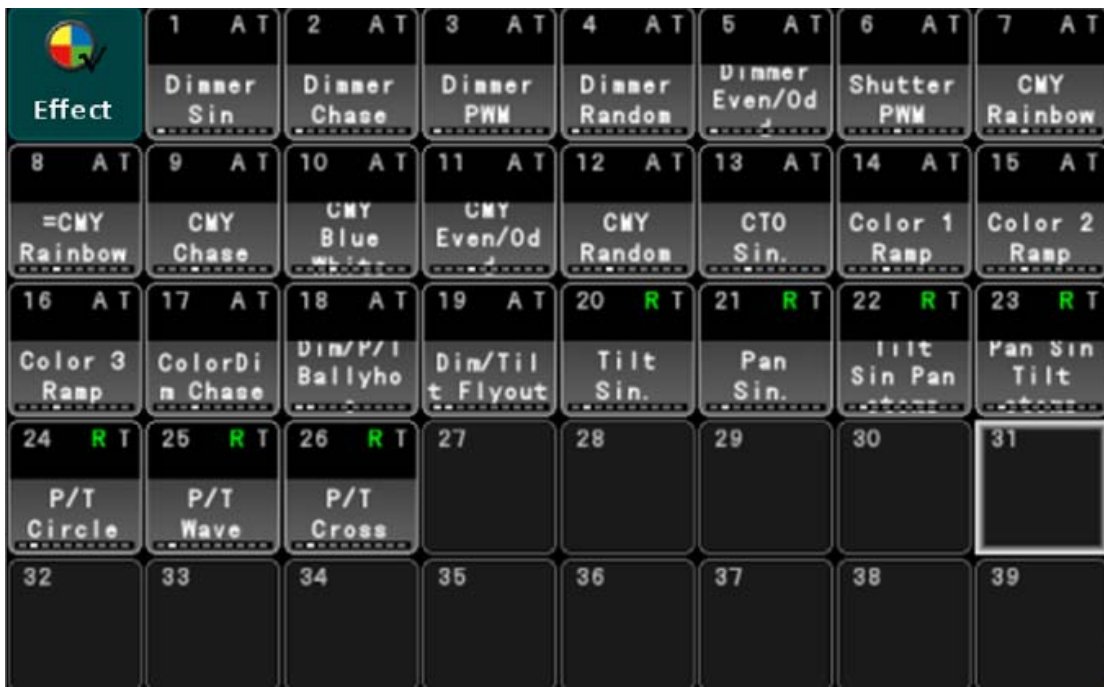 Effect
1 A T
Dimmer
Sin
2 A T
Dimmer
Chase
3 A T
Dimmer
PWM
4 A T
Dimmer
Random
5 A T
Dimmer
Even/Od
d
6 A T
Shutter
PWM
7 A T
CMY
Rainbow
8 A T
=CMY
Rainbow
9 A T
CMY
Chase
10 A T
CMY
Blue
White
11 A T
CMY
Even/Od
d
12 A T
CMY
Random
13 A T
CTO
Sin.
14 A T
Color 1
Ramp
15 A T
Color 2
Ramp
16 A T
Color 3
Ramp
17 A T
ColorDi
m Chase
18 A T
Dim/P/T
Ballyho
o
19 A T
Dim/Til
t Flyout
20 R T
Tilt
Sin.
21 R T
Pan
Sin.
22 R T
Tilt
Sin Pan
23 R T
Pan Sin
Tilt
24 R T
P/T
Circle
25 R T
P/T
Wave
26 R T
P/T
Cross
27
28
29
30
31
32
33
34
35
36
37
38
39